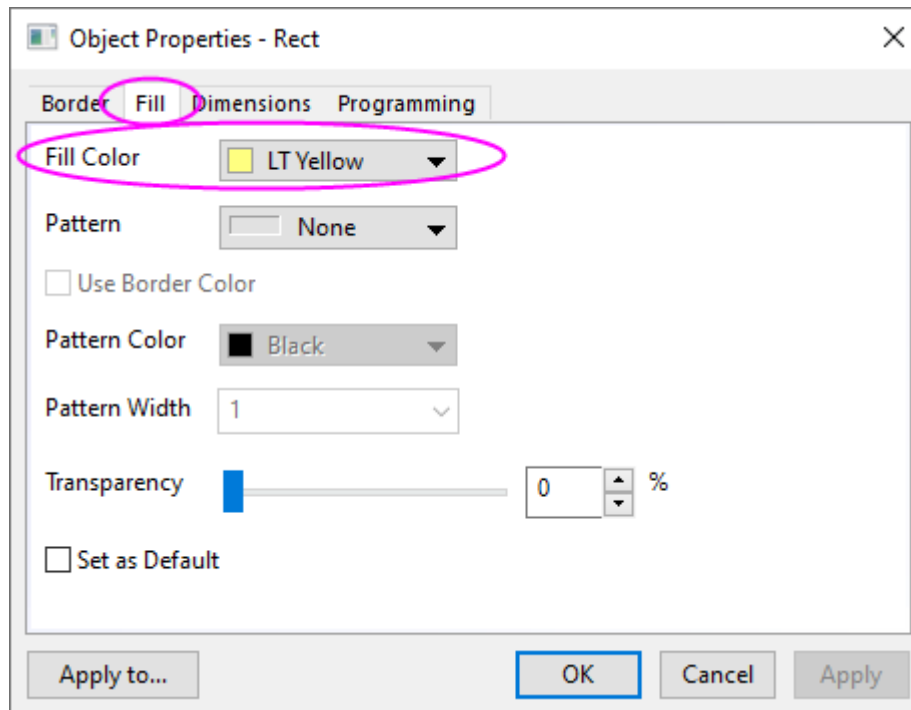 Object Properties - Rect
Border Fill Dimensions Programming
Fill Color LT Yellow
Pattern None
Use Border Color
Pattern Color Black
Pattern Width 1
Transparency 0 %
Set as Default
Apply to... OK Cancel Apply